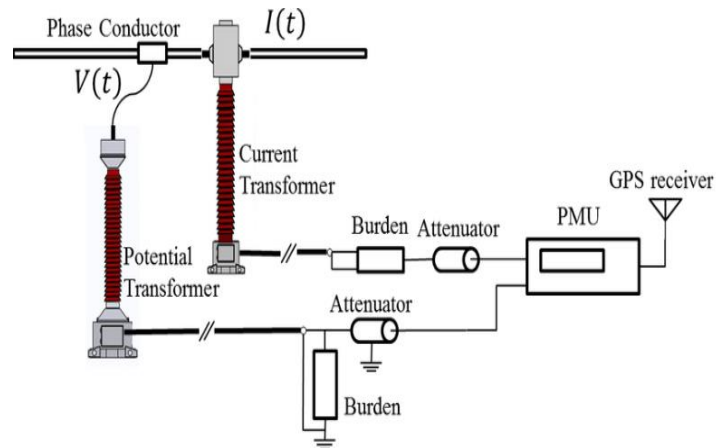 Phase Conductor
I(t)
V(t)
Current
Transformer
GPS receiver
Burden
Attenuator
PMU
Potential
Transformer
Attenuator
Burden